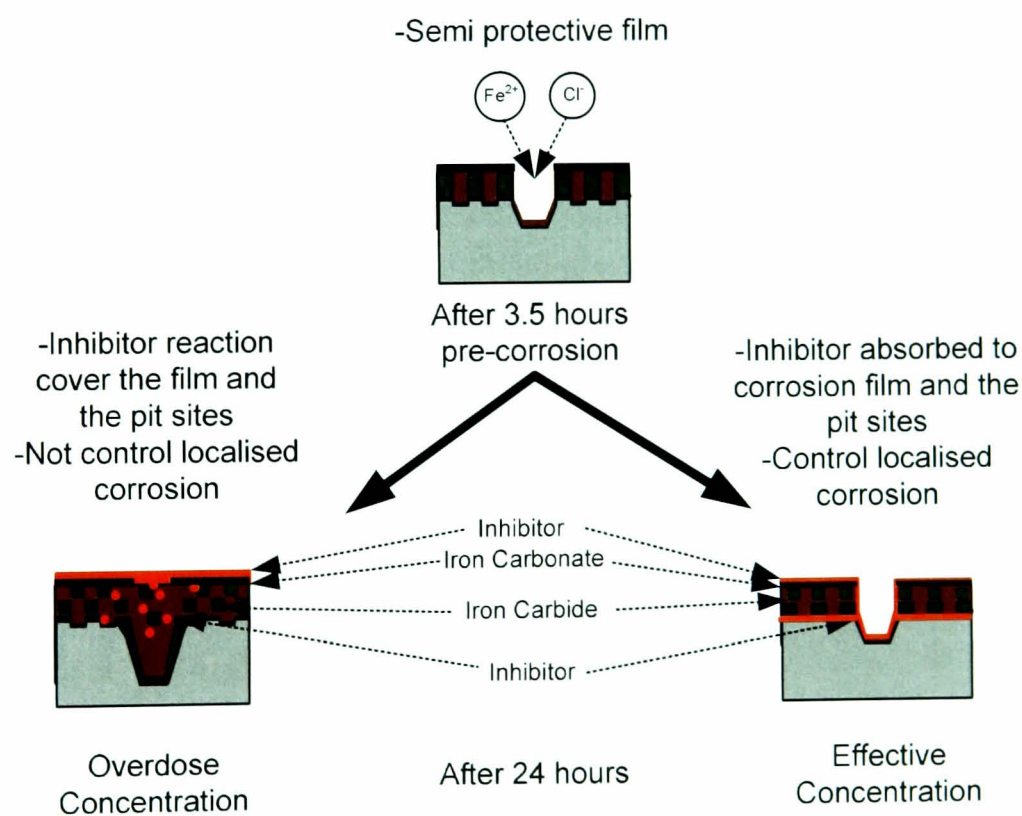 -Semi protective film
Fe²⁺ Cl⁻
After 3.5 hours
pre-corrosion
-Inhibitor reaction
cover the film and
the pit sites
-Not control localised
corrosion
-Inhibitor absorbed to
corrosion film and the
pit sites
-Control localised
corrosion
Inhibitor
Iron Carbonate
Iron Carbide
Inhibitor
Overdose
Concentration
After 24 hours
Effective
Concentration